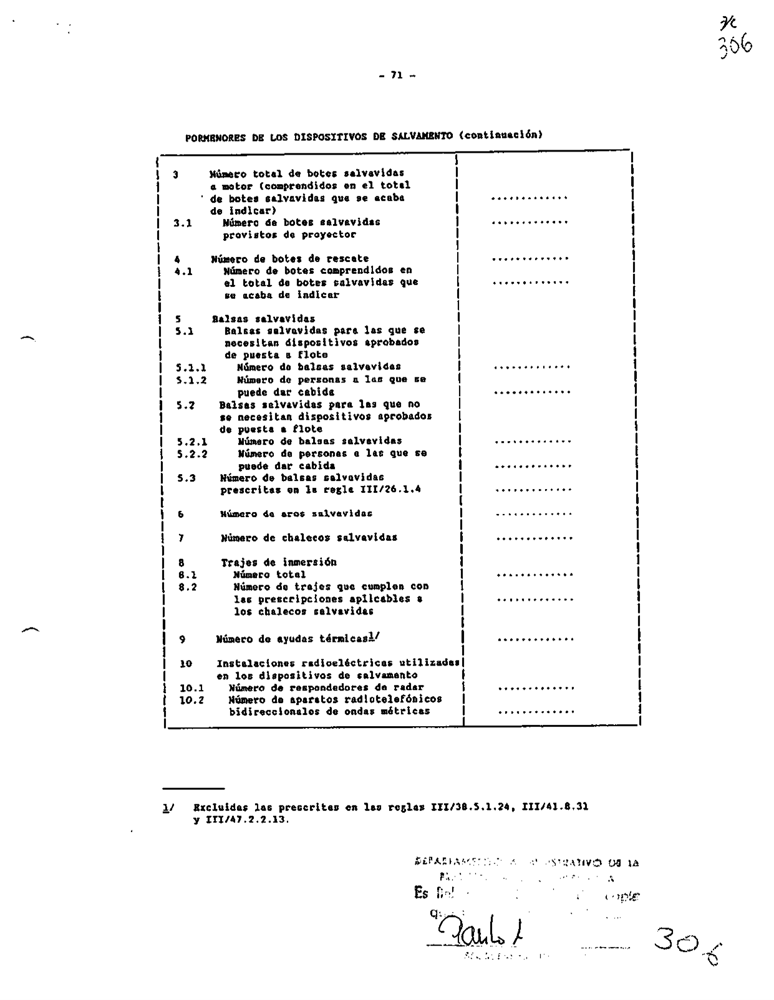 306
- 71 -
PORMENORES DE LOS DISPOSITIVOS DE SALVAMENTO (continuación)
3 Número total de botes salvavidas
a motor (comprendidos en el total
de botes salvavidas que se acaba .............
de indicar)
3.1 Número de botes salvavidas .............
provistos de proyector
4 Número de botes de rescate .............
4.1 Número de botes comprendidos en
el total de botes salvavidas que .............
se acaba de indicar
5 Balsas salvavidas
5.1 Balsas salvavidas para las que se
necesitan dispositivos aprobados
de puesta a flote
5.1.1 Número de balsas salvavidas .............
5.1.2 Número de personas a las que se
puede dar cabida .............
5.2 Balsas salvavidas para las que no
se necesitan dispositivos aprobados
de puesta a flote
5.2.1 Número de balsas salvavidas .............
5.2.2 Número de personas a las que se
puede dar cabida .............
5.3 Número de balsas salvavidas
prescritas en la regla III/26.1.4 .............
6 Número de aros salvavidas .............
7 Número de chalecos salvavidas .............
8 Trajes de inmersión
8.1 Número total .............
8.2 Número de trajes que cumplen con
las prescripciones aplicables a .............
los chalecos salvavidas
9 Número de ayudas térmicas1/ .............
10 Instalaciones radioeléctricas utilizadas
en los dispositivos de salvamento
10.1 Número de respondedores de radar .............
10.2 Número de aparatos radiotelefónicos
bidireccionales de ondas métricas .............
1/ Excluidas las prescritas en las reglas III/38.5.1.24, III/41.8.31
y III/47.2.2.13.
DE LA
Es
306